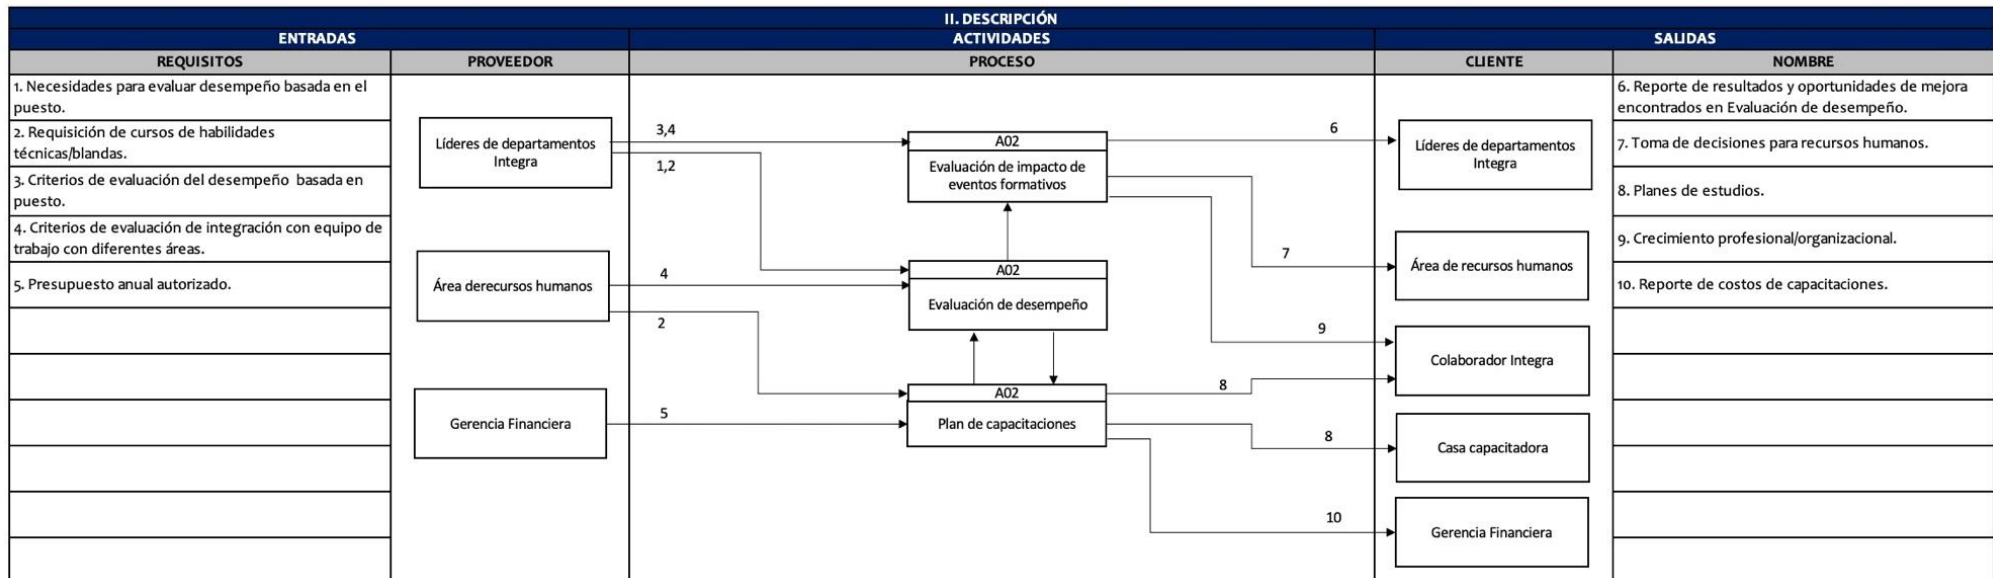 II. DESCRIPCIÓN
ENTRADAS
ACTIVIDADES
SALIDAS
REQUISITOS
PROVEEDOR
PROCESO
CLIENTE
NOMBRE
1. Necesidades para evaluar desempeño basada en el
puesto.
2. Requisición de cursos de habilidades
técnicas/blandas.
3. Criterios de evaluación del desempeño basada en
puesto.
4. Criterios de evaluación de integración con equipo de
trabajo con diferentes áreas.
5. Presupuesto anual autorizado.
Líderes de departamentos
Integra
Área derecursos humanos
Gerencia Financiera
3,4
1,2
4
2
5
A02
Evaluación de impacto de
eventos formativos
A02
Evaluación de desempeño
A02
Plan de capacitaciones
6
7
9
8
8
10
Líderes de departamentos
Integra
Área de recursos humanos
Colaborador Integra
Casa capacitadora
Gerencia Financiera
6. Reporte de resultados y oportunidades de mejora
encontrados en Evaluación de desempeño.
7. Toma de decisiones para recursos humanos.
8. Planes de estudios.
9. Crecimiento profesional/organizacional.
10. Reporte de costos de capacitaciones.